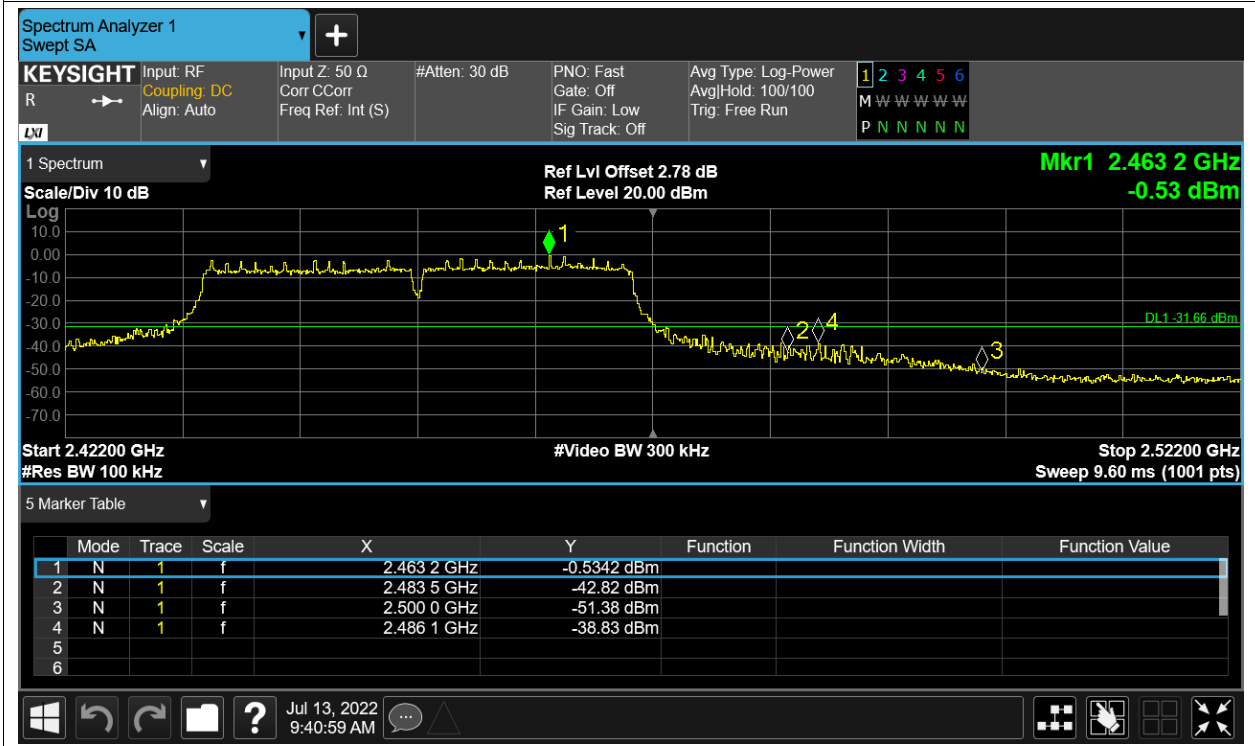 Spectrum Analyzer 1
Swept SA
+
KEYSIGHT Input: RF Input Z: 50 Ω #Atten: 30 dB PNO: Fast Avg Type: Log-Power 1 2 3 4 5 6
R Coupling: DC Corr CCorr Gate: Off Avg|Hold: 100/100 M W W W W W
Align: Auto Freq Ref: Int (S) IF Gain: Low Trig: Free Run
LXI Sig Track: Off P N N N N N
1 Spectrum Ref Lvl Offset 2.78 dB Mkr1 2.463 2 GHz
Scale/Div 10 dB Ref Level 20.00 dBm -0.53 dBm
Log
10.0
0.00
-10.0
-20.0
-30.0
-40.0
-50.0
-60.0
-70.0
1
2
4
3
DL1 -31.66 dBm
Start 2.42200 GHz #Video BW 300 kHz Stop 2.52200 GHz
#Res BW 100 kHz Sweep 9.60 ms (1001 pts)
5 Marker Table
Mode Trace Scale X Y Function Function Width Function Value
1 N 1 f 2.463 2 GHz -0.5342 dBm
2 N 1 f 2.483 5 GHz -42.82 dBm
3 N 1 f 2.500 0 GHz -51.38 dBm
4 N 1 f 2.486 1 GHz -38.83 dBm
5
6
? Jul 13, 2022
9:40:59 AM